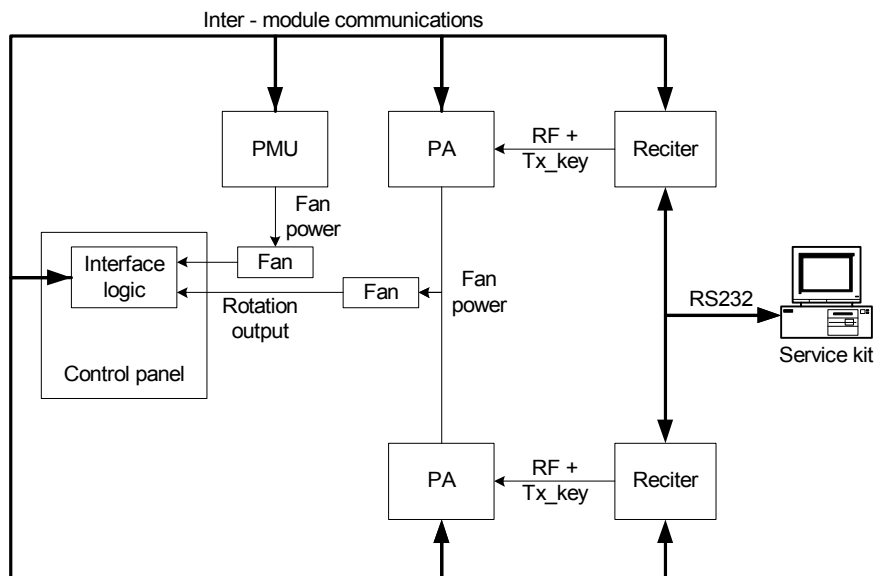 Inter - module communications
PMU
PA
RF +
Tx_key
Reciter
Fan
power
Interface
logic
Fan
Fan
Rotation
output
Fan
power
RS232
Service kit
Control panel
PA
RF +
Tx_key
Reciter